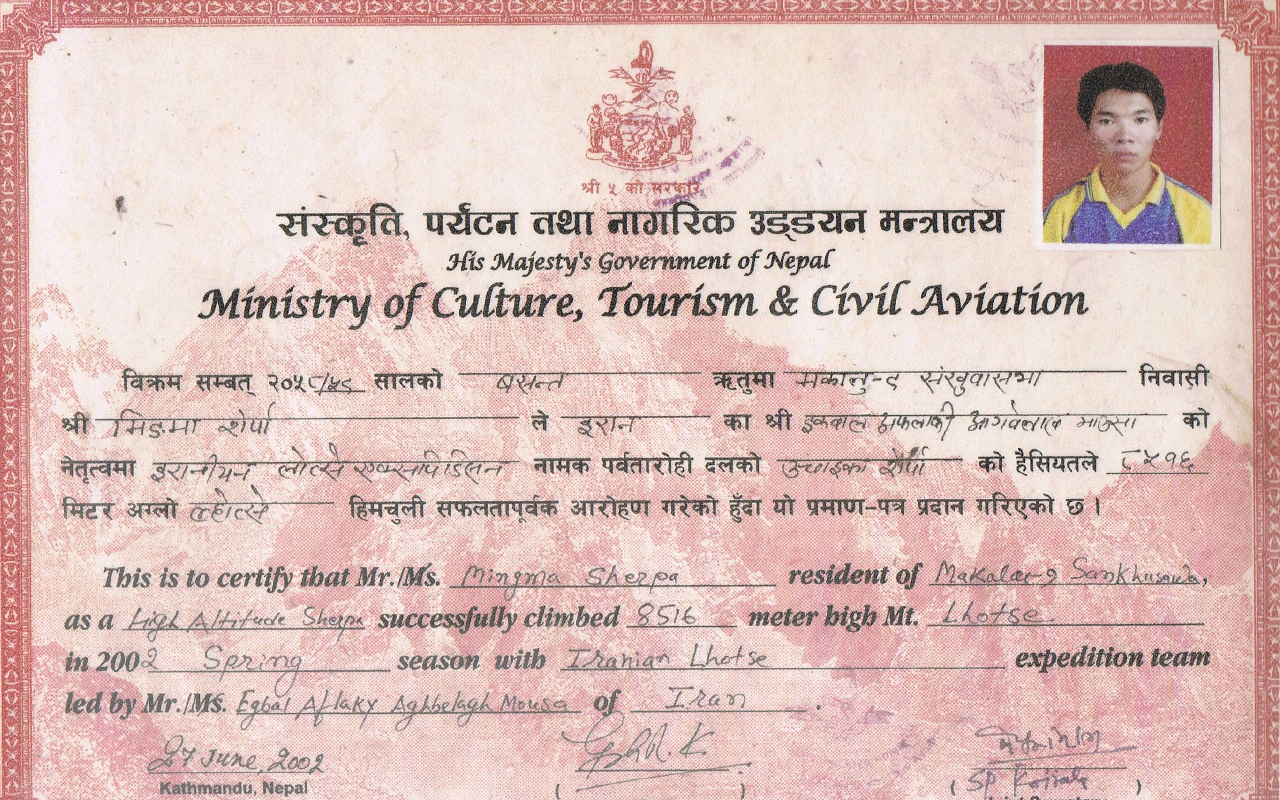 श्री ५ को सरकार
संस्कृति, पर्यटन तथा नागरिक उड्डयन मन्त्रालय
His Majesty's Government of Nepal
Ministry of Culture, Tourism & Civil Aviation
विक्रम सम्बत् २०५८/५९ सालको बसन्त ऋतुमा मकालु-९ संखुवासभा निवासी
श्री मिङमा शेर्पा ले इरान का श्री इकबाल अफलाकी को
नेतृत्वमा इरानीयन ल्होत्से एक्सपिडिसन नामक पर्वतारोही दलको उचाइका शेर्पा को हैसियतले ८५१६
मिटर अग्लो ल्होत्से हिमचुली सफलतापूर्वक आरोहण गरेको हुँदा यो प्रमाण-पत्र प्रदान गरिएको छ ।
This is to certify that Mr./Ms. Mingma Sherpa resident of Makalu-9 Sankhusawa,
as a High Altitude Sherpa successfully climbed 8516 meter high Mt. Lhotse
in 2002 Spring season with Iranian Lhotse expedition team
led by Mr./Ms. Egbal Aflaky Aghbelagh Mousa of Iran.
27 June, 2002
Kathmandu, Nepal
( )
( SP Koirala )